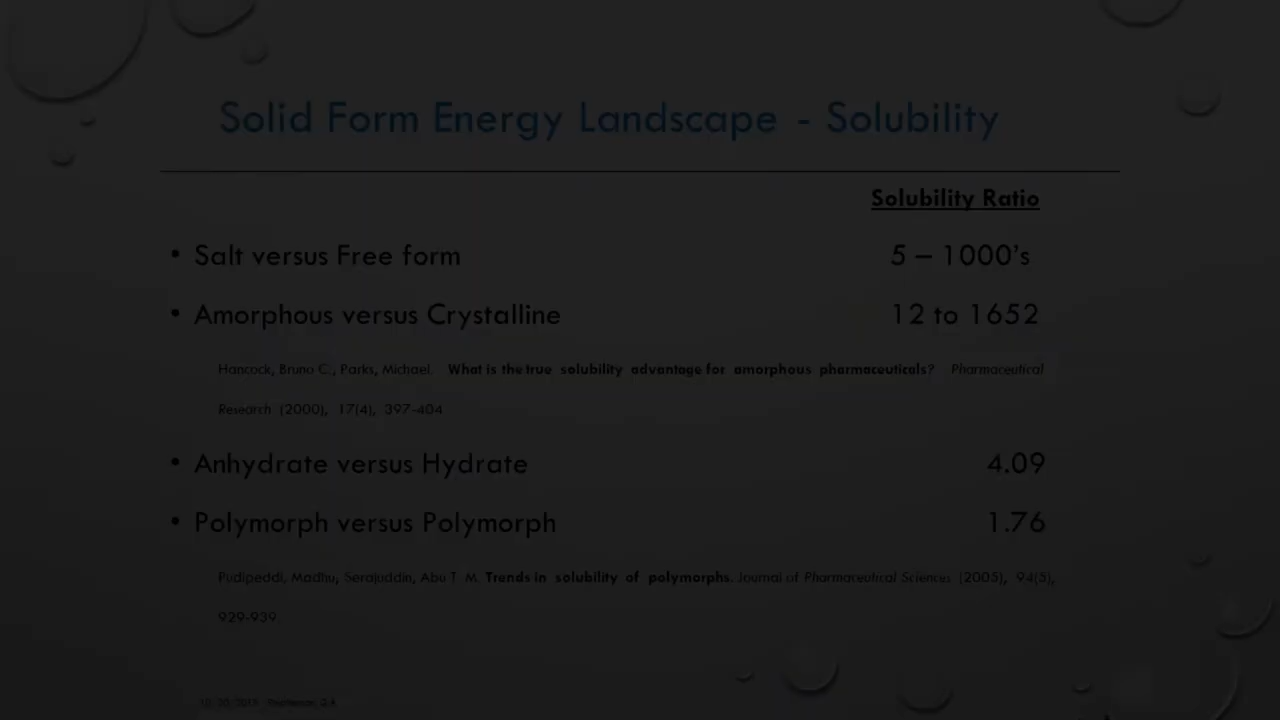 Solid Form Energy Landscape - Solubility
Solubility Ratio
• Salt versus Free form 5 – 1000’s
• Amorphous versus Crystalline 12 to 1652
Hancock, Bruno C., Parks, Michael. What is the true solubility advantage for amorphous pharmaceuticals? Pharmaceutical
Research (2000), 17(4), 397-404
• Anhydrate versus Hydrate 4.09
• Polymorph versus Polymorph 1.76
Pudipeddi, Madhu, Serajuddin, Abu T. M. Trends in solubility of polymorphs. Journal of Pharmaceutical Sciences (2005), 94(5),
929-939.